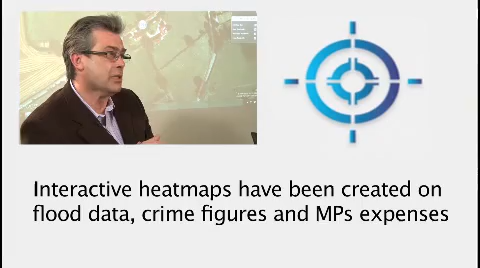 Interactive heatmaps have been created on
flood data, crime figures and MPs expenses